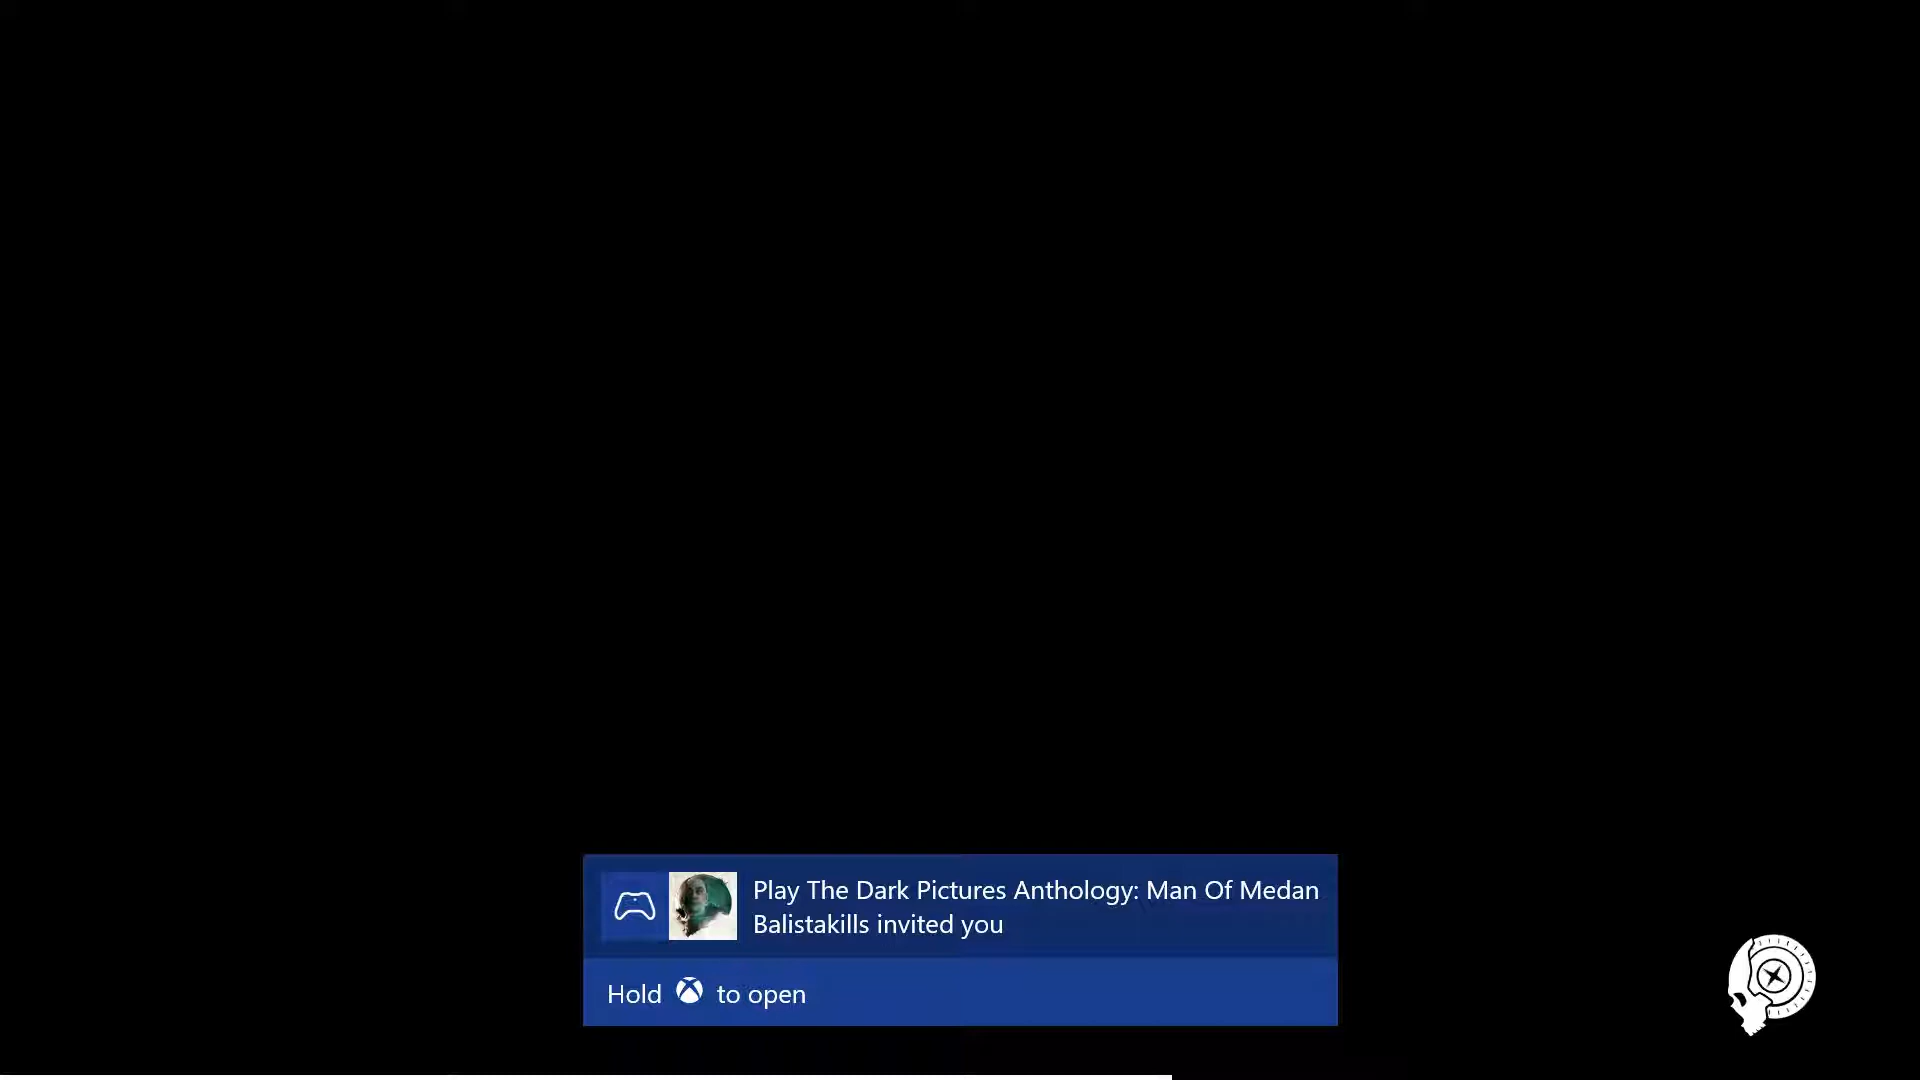 Play The Dark Pictures Anthology: Man Of Medan
Balistakills invited you
Hold to open